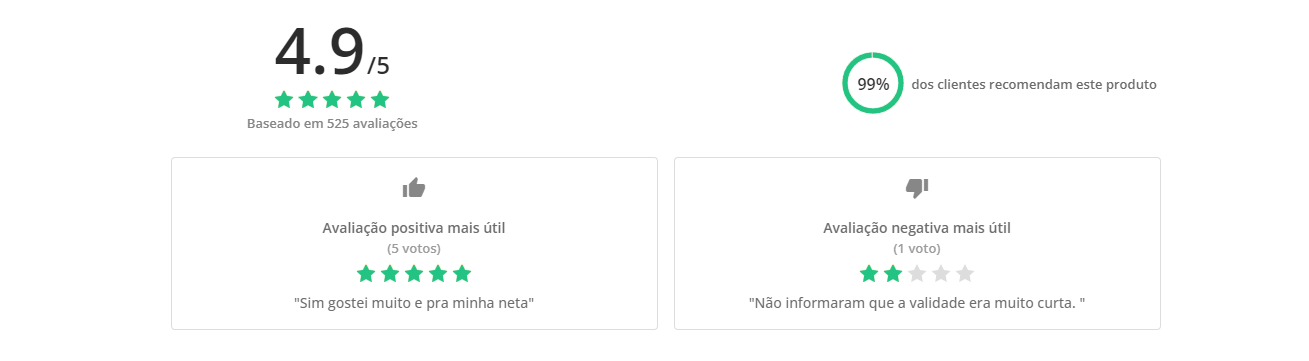 4.9/5
Baseado em 525 avaliações
99% dos clientes recomendam este produto
Avaliação positiva mais útil
(5 votos)
"Sim gostei muito e pra minha neta"
Avaliação negativa mais útil
(1 voto)
"Não informaram que a validade era muito curta. "